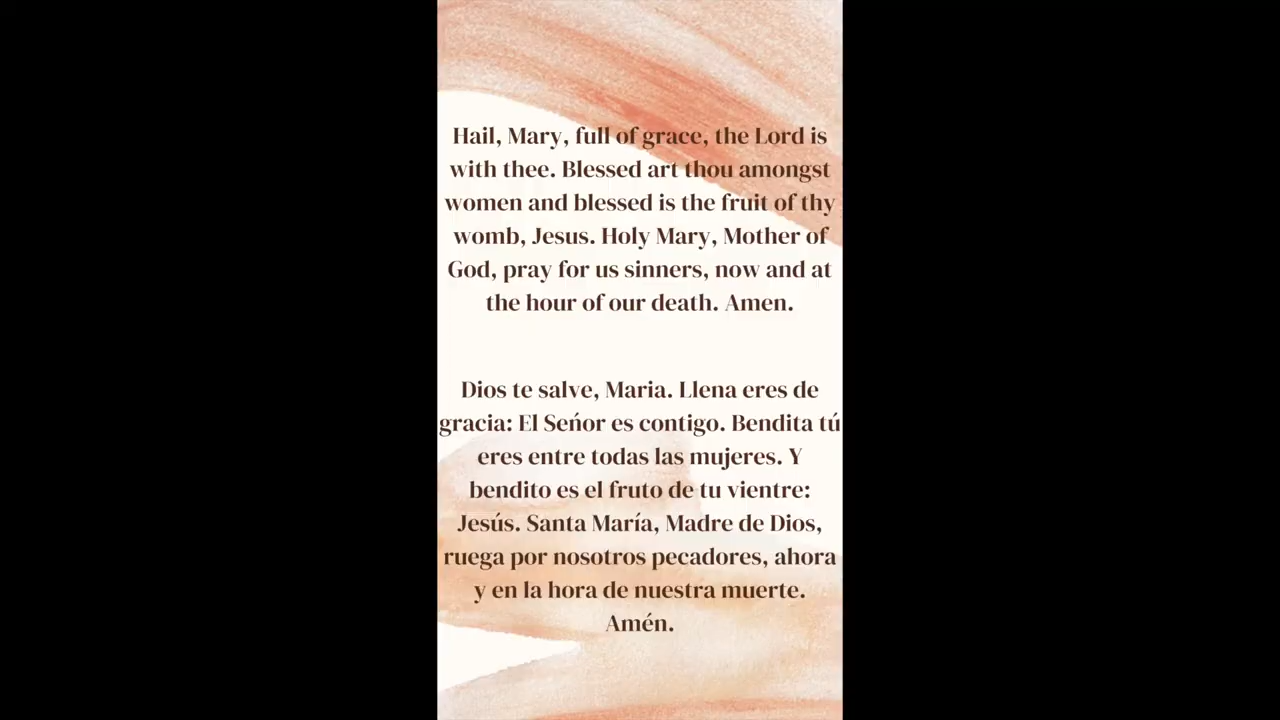 Hail, Mary, full of grace, the Lord is
with thee. Blessed art thou amongst
women and blessed is the fruit of thy
womb, Jesus. Holy Mary, Mother of
God, pray for us sinners, now and at
the hour of our death. Amen.
Dios te salve, Maria. Llena eres de
gracia: El Seńor es contigo. Bendita tú
eres entre todas las mujeres. Y
bendito es el fruto de tu vientre:
Jesús. Santa María, Madre de Dios,
ruega por nosotros pecadores, ahora
y en la hora de nuestra muerte.
Amén.